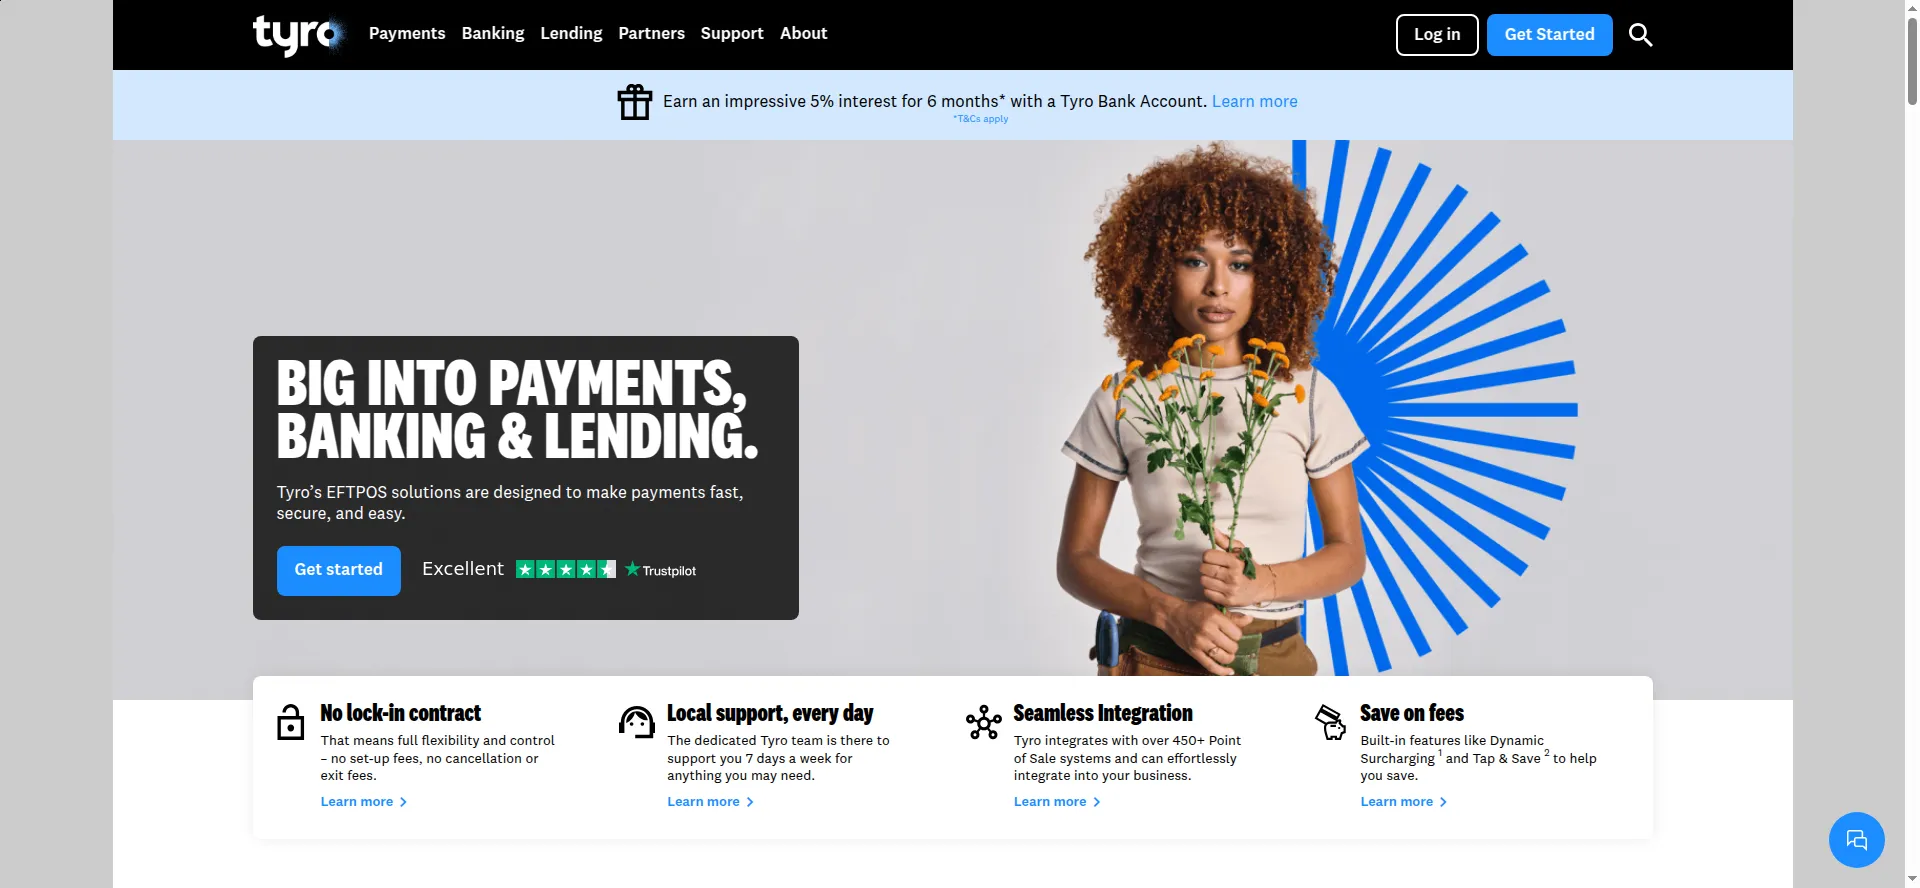 tyro
Payments Banking Lending Partners Support About
Log in
Get Started
Earn an impressive 5% interest for 6 months* with a Tyro Bank Account. Learn more
*T&Cs apply
BIG INTO PAYMENTS,
BANKING & LENDING.
Tyro’s EFTPOS solutions are designed to make payments fast,
secure, and easy.
Get started
Excellent
Trustpilot
No lock-in contract
That means full flexibility and control
– no set-up fees, no cancellation or
exit fees.
Learn more
Local support, every day
The dedicated Tyro team is there to
support you 7 days a week for
anything you may need.
Learn more
Seamless Integration
Tyro integrates with over 450+ Point
of Sale systems and can effortlessly
integrate into your business.
Learn more
Save on fees
Built-in features like Dynamic
Surcharging 1 and Tap & Save 2 to help
you save.
Learn more